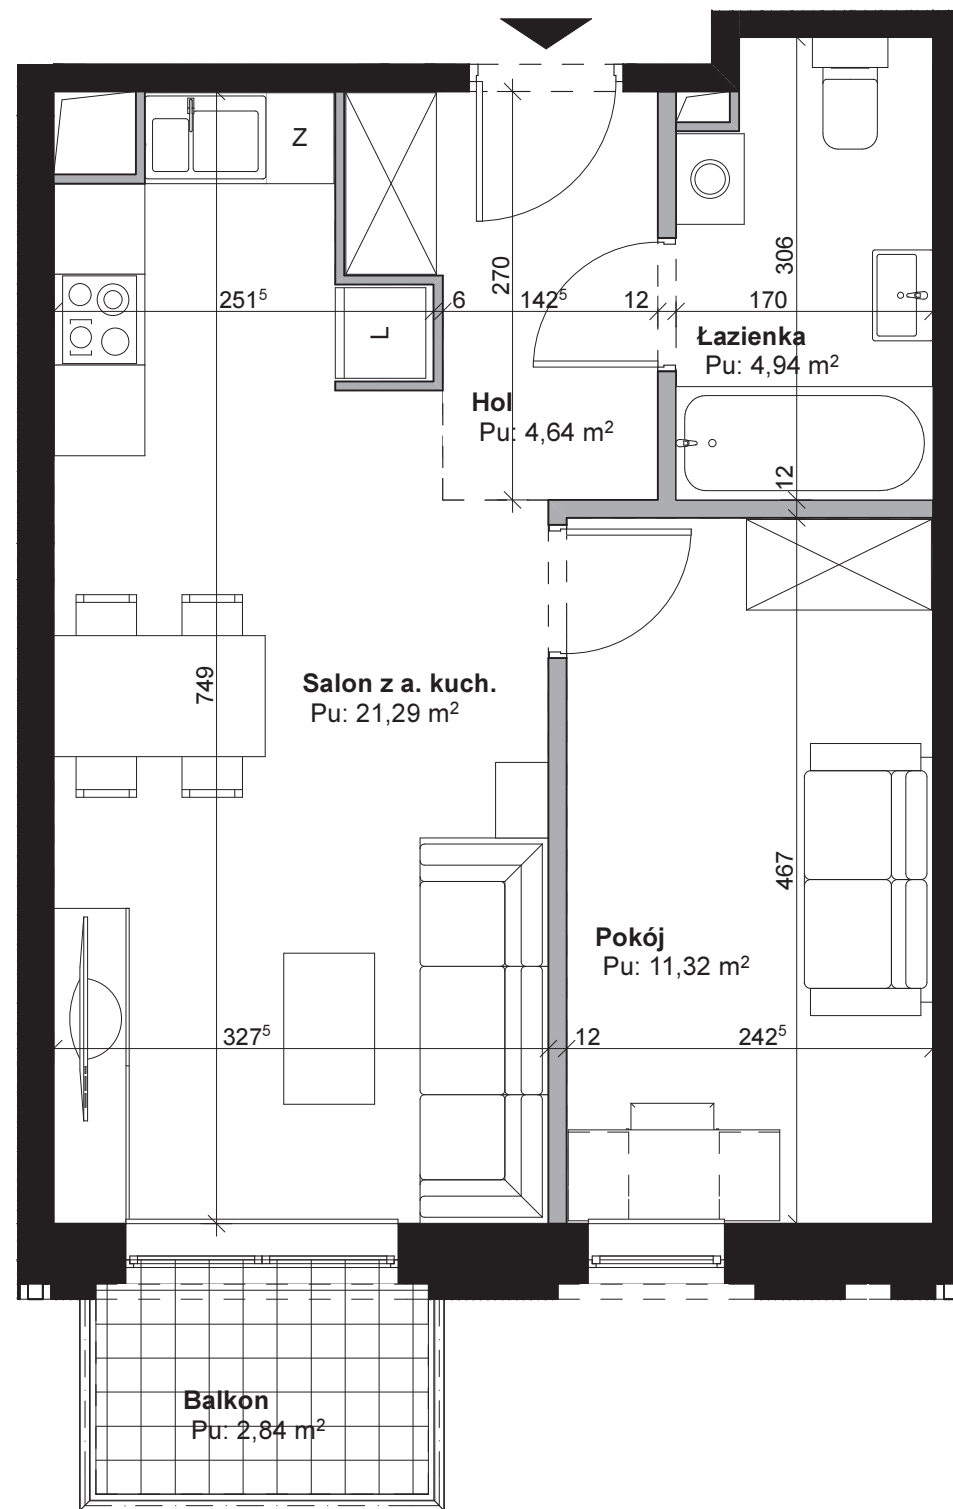 Z
270
306
251⁵
6
142⁵
12
170
L
Łazienka
Pu: 4,94 m²
Hol
Pu: 4,64 m²
12
749
Salon z a. kuch.
Pu: 21,29 m²
467
Pokój
Pu: 11,32 m²
327⁵
12
242⁵
Balkon
Pu: 2,84 m²